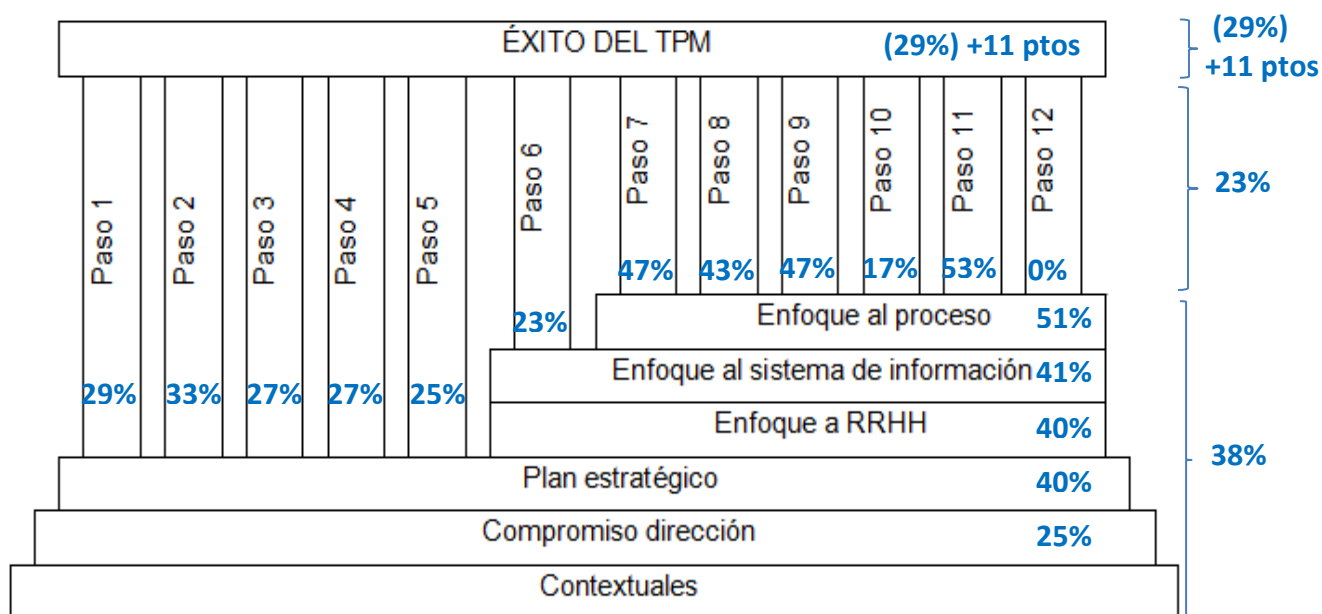 ÉXITO DEL TPM (29%) +11 ptos
(29%)
+11 ptos
Paso 1
Paso 2
Paso 3
Paso 4
Paso 5
Paso 6
Paso 7
Paso 8
Paso 9
Paso 10
Paso 11
Paso 12
23%
47% 43% 47% 17% 53% 0%
Enfoque al proceso 51%
23%
Enfoque al sistema de información 41%
29% 33% 27% 27% 25%
Enfoque a RRHH 40%
38%
Plan estratégico 40%
Compromiso dirección 25%
Contextuales